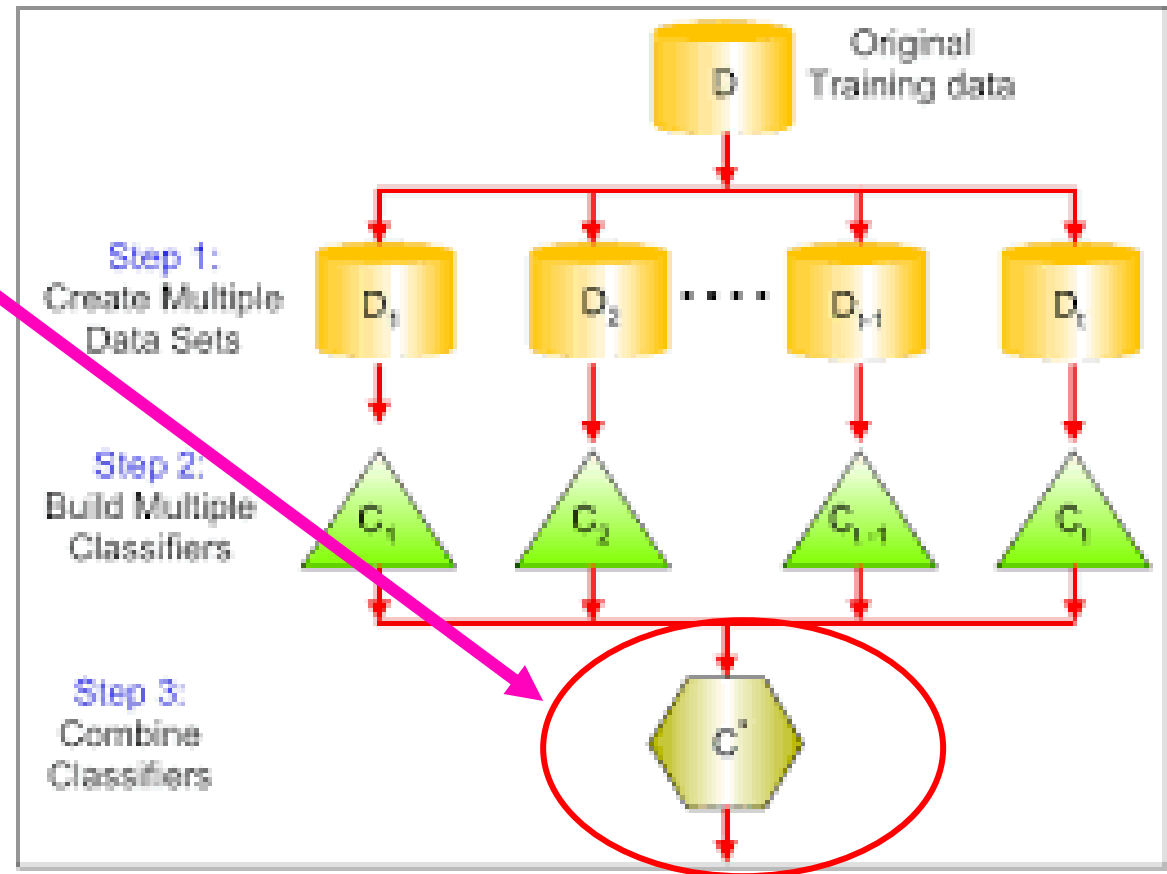 Original
Training data
D
Step 1:
Create Multiple
Data Sets
D₁ D₂ ···· Dₜ₋₁ Dₜ
Step 2:
Build Multiple
Classifiers
C₁ C₂ Cₜ₋₁ Cₜ
Step 3:
Combine
Classifiers
C*